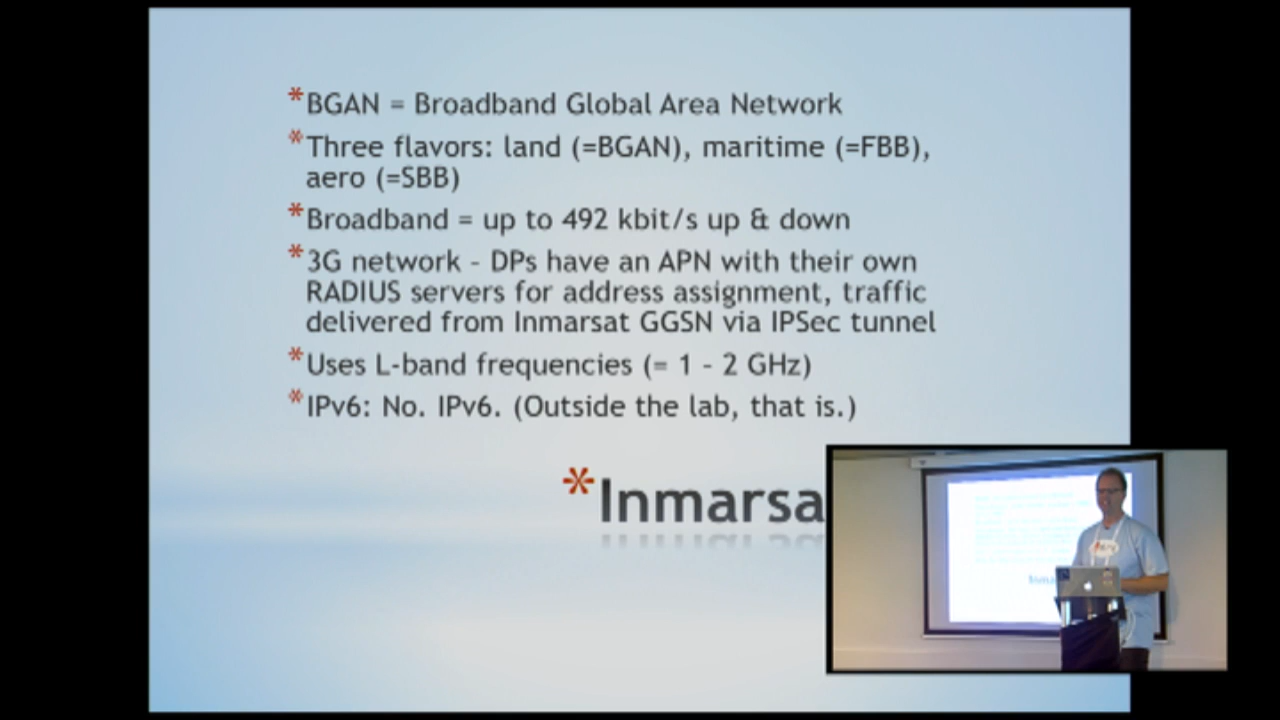 *BGAN = Broadband Global Area Network
*Three flavors: land (=BGAN), maritime (=FBB),
aero (=SBB)
*Broadband = up to 492 kbit/s up & down
*3G network – DPs have an APN with their own
RADIUS servers for address assignment, traffic
delivered from Inmarsat GGSN via IPSec tunnel
*Uses L-band frequencies (= 1 – 2 GHz)
*IPv6: No. IPv6. (Outside the lab, that is.)
*Inmarsa